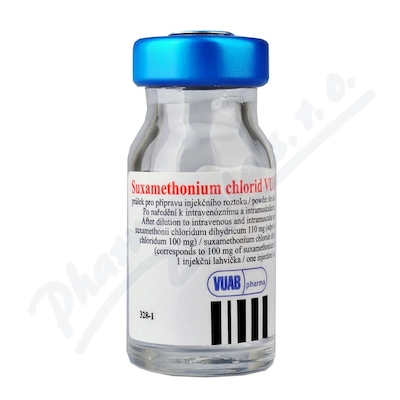 Suxamethonium chlorid VU
prášek pro přípravu injekčního roztoku / powder for
Po naředění k intravenóznímu a intramuskulár
After dilution to intravenous and intramuscula
suxamethonii chloridum dihydricum 110 mg
chloridum 100 mg) / suxamethonium chlorid
(corresponds to 100 mg of suxamethonium
1 injekční lahvička / one injection
VUAB pharma
328-1